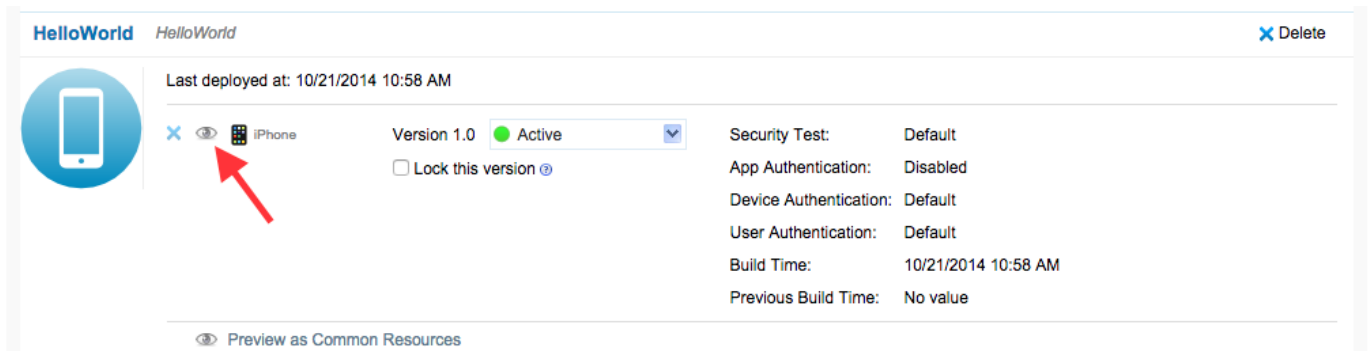 HelloWorld HelloWorld Delete
Last deployed at: 10/21/2014 10:58 AM
iPhone Version 1.0 Active Security Test: Default
Lock this version App Authentication: Disabled
Device Authentication: Default
User Authentication: Default
Build Time: 10/21/2014 10:58 AM
Previous Build Time: No value
Preview as Common Resources